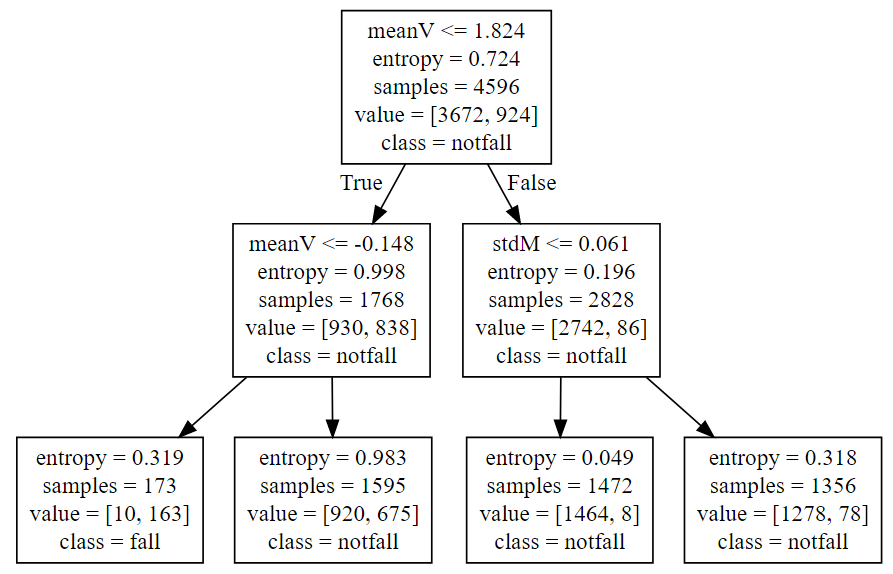 meanV <= 1.824
entropy = 0.724
samples = 4596
value = [3672, 924]
class = notfall
True
False
meanV <= -0.148
entropy = 0.998
samples = 1768
value = [930, 838]
class = notfall
stdM <= 0.061
entropy = 0.196
samples = 2828
value = [2742, 86]
class = notfall
entropy = 0.319
samples = 173
value = [10, 163]
class = fall
entropy = 0.983
samples = 1595
value = [920, 675]
class = notfall
entropy = 0.049
samples = 1472
value = [1464, 8]
class = notfall
entropy = 0.318
samples = 1356
value = [1278, 78]
class = notfall